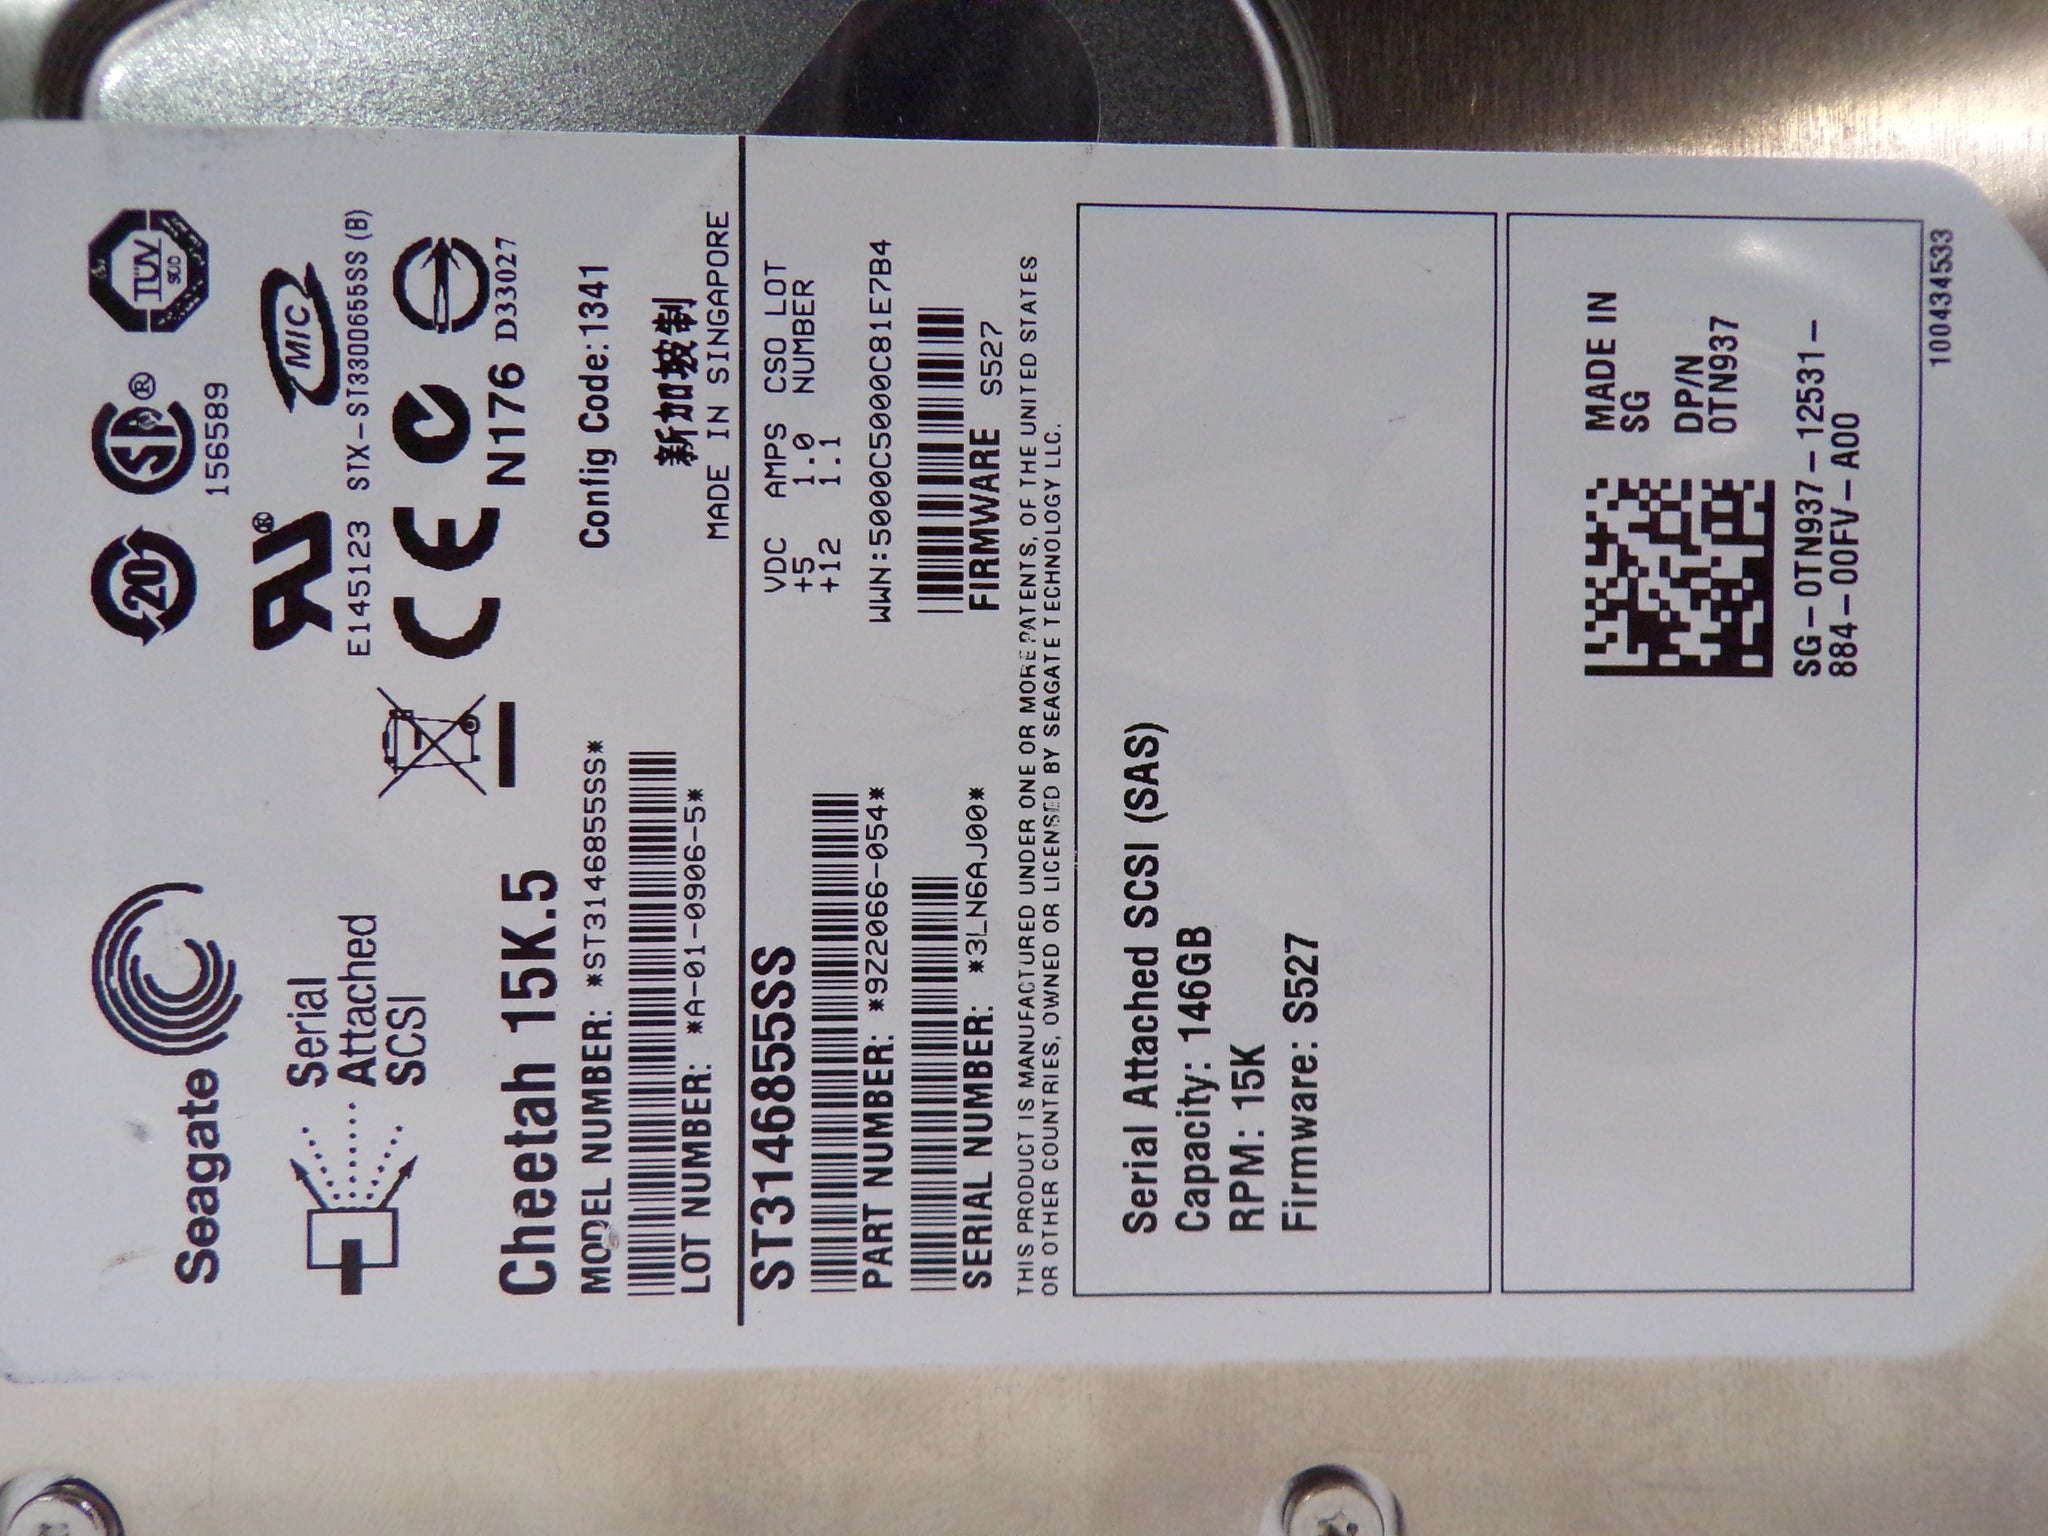 Seagate
Serial
Attached
SCSI
20
SP®
156589
TÜV
SÜD
E145123
MIC
STX-ST3300655SS (B)
CE
N176
D33027
Cheetah 15K.5
MODEL NUMBER: *ST3146855SS*
Config Code:1341
LOT NUMBER: *A-01-0906-5*
新加坡制
MADE IN SINGAPORE
ST3146855SS
VDC AMPS CSO LOT
+5 1.0 NUMBER
+12 1.1
PART NUMBER: *9Z2066-054*
WWN:5000C5000C81E7B4
SERIAL NUMBER: *3LN6AJ00*
FIRMWARE S527
THIS PRODUCT IS MANUFACTURED UNDER ONE OR MORE PATENTS, OF THE UNITED STATES
OR OTHER COUNTRIES, OWNED OR LICENSED BY SEAGATE TECHNOLOGY LLC.
Serial Attached SCSI (SAS)
Capacity: 146GB
RPM: 15K
Firmware: S527
MADE IN
SG
DP/N
0TN937
SG-0TN937-12531-
884-00FV-A00
100434533